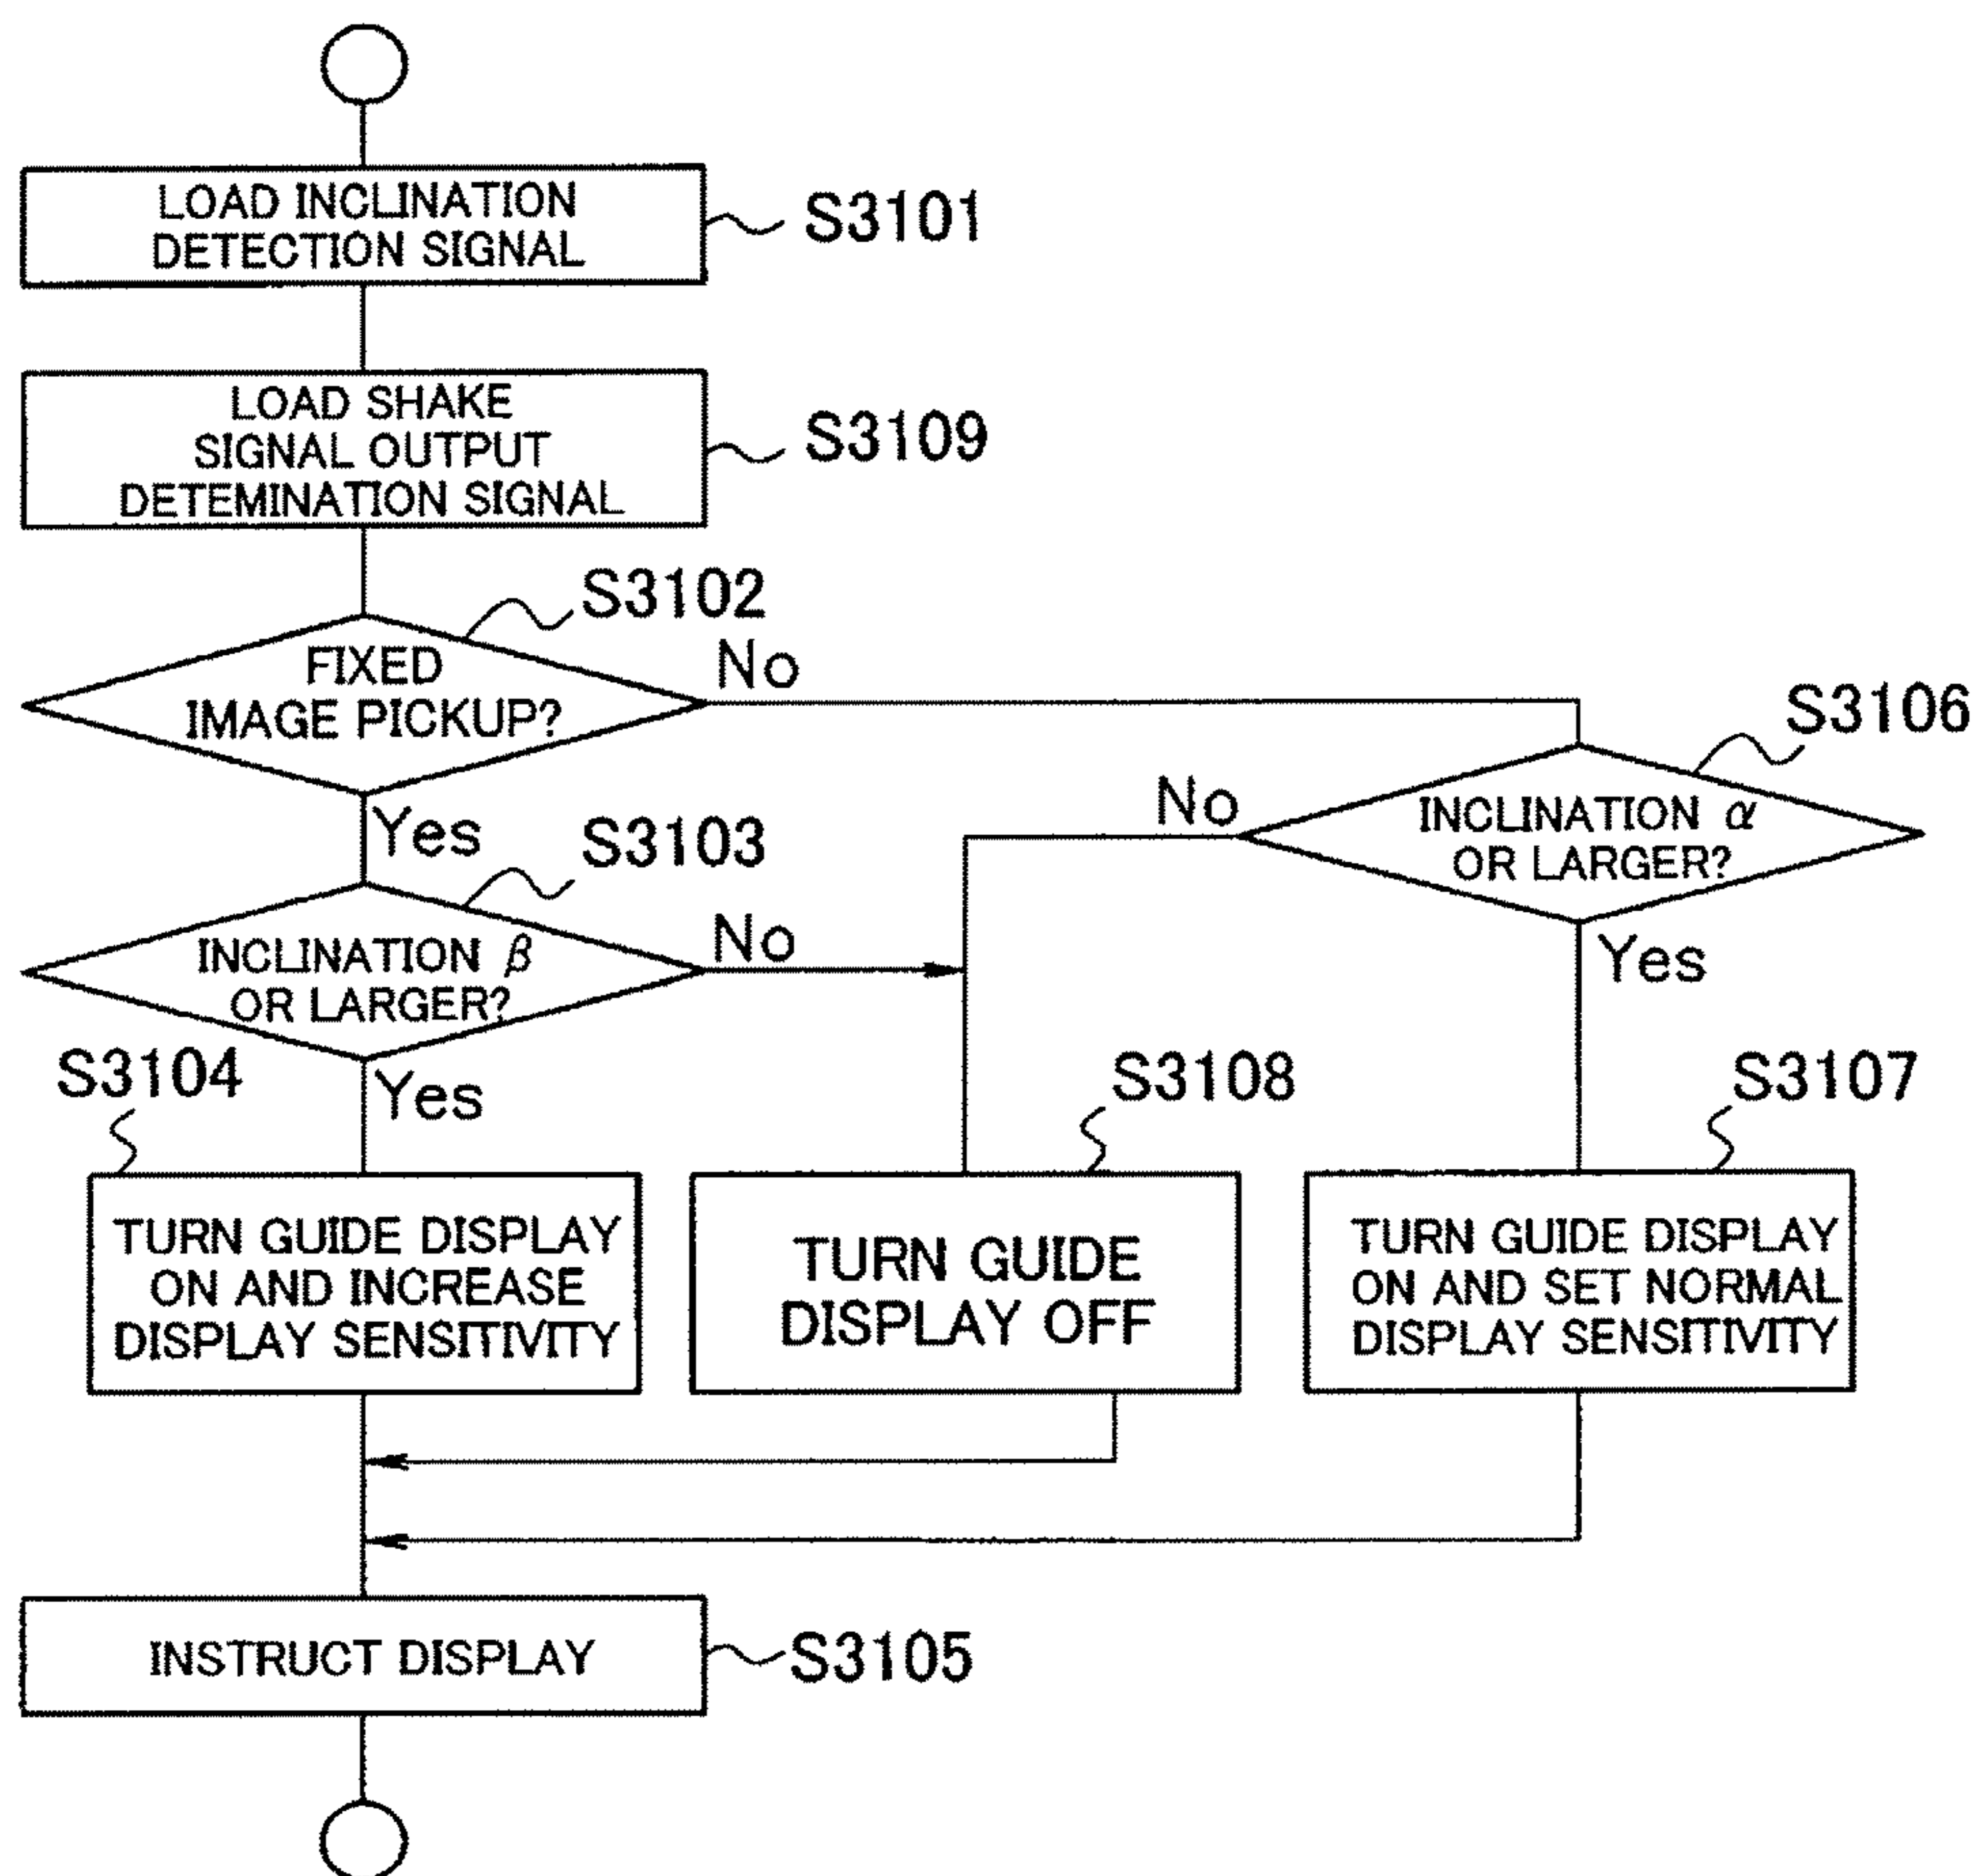 LOAD INCLINATION
DETECTION SIGNAL
S3101
LOAD SHAKE
SIGNAL OUTPUT
DETEMINATION SIGNAL
S3109
S3102
FIXED
IMAGE PICKUP?
No
Yes
S3106
INCLINATION α
OR LARGER?
No
Yes
S3103
INCLINATION β
OR LARGER?
No
Yes
S3104
TURN GUIDE DISPLAY
ON AND INCREASE
DISPLAY SENSITIVITY
S3108
TURN GUIDE
DISPLAY OFF
S3107
TURN GUIDE DISPLAY
ON AND SET NORMAL
DISPLAY SENSITIVITY
INSTRUCT DISPLAY
S3105